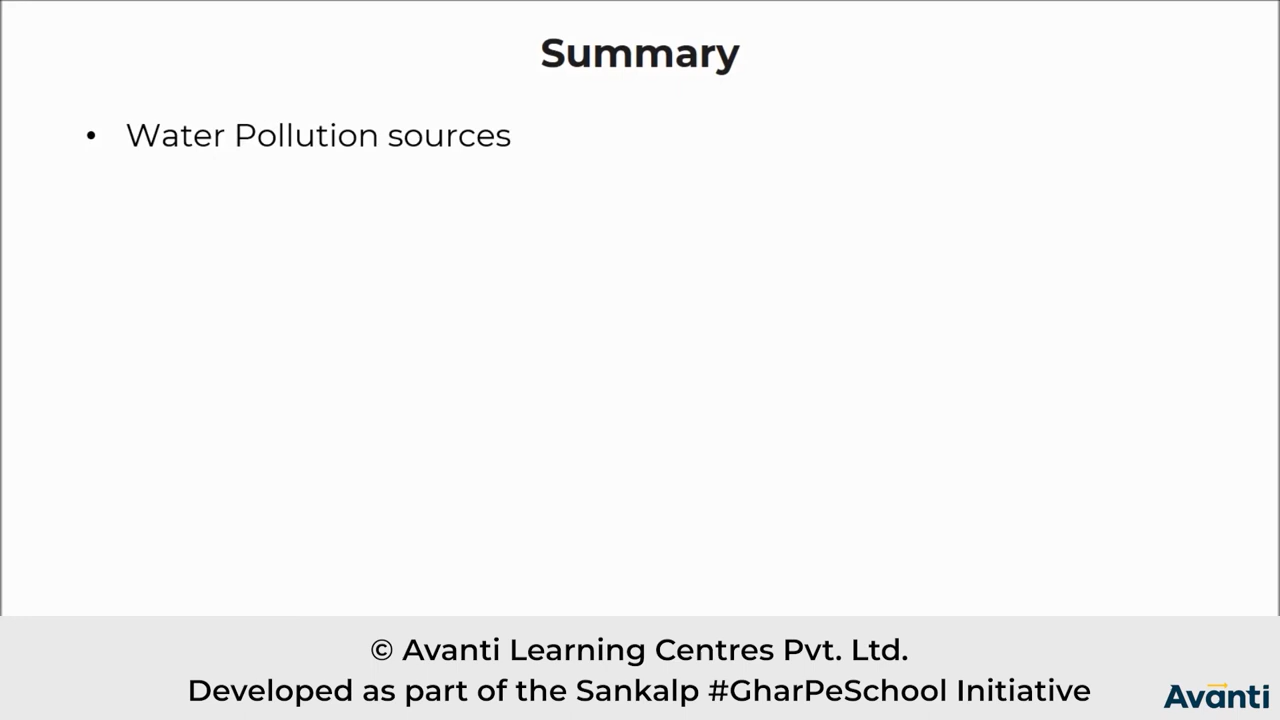 Summary
• Water Pollution sources
© Avanti Learning Centres Pvt. Ltd.
Developed as part of the Sankalp #GharPeSchool Initiative
Avanti